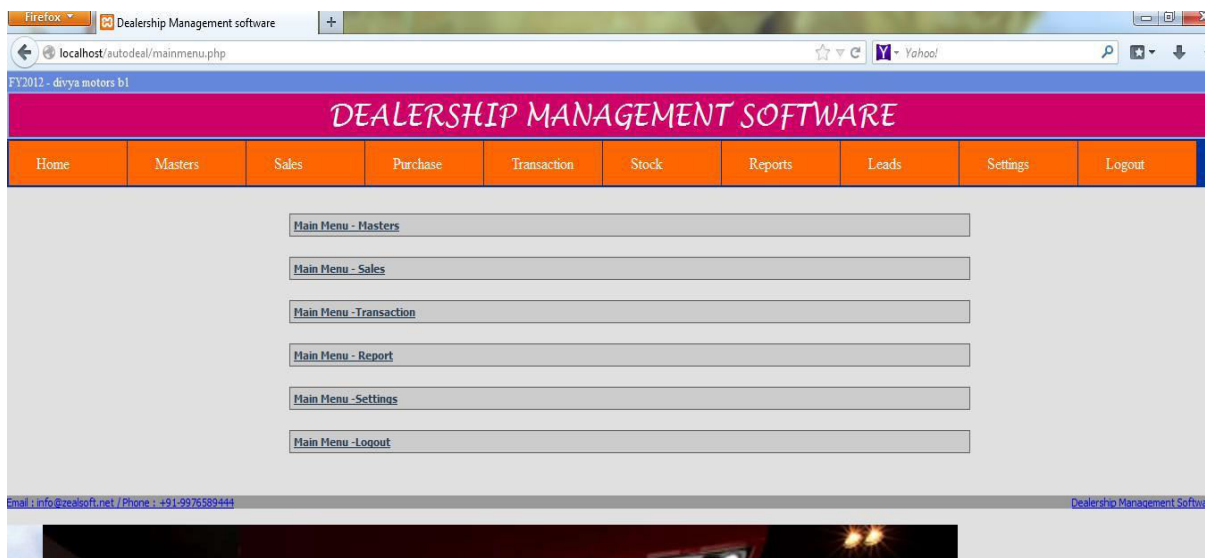 Firefox
Dealership Management software
localhost/autodeal/mainmenu.php
Yahoo!
FY2012 - divya motors b1
DEALERSHIP MANAGEMENT SOFTWARE
Home Masters Sales Purchase Transaction Stock Reports Leads Settings Logout
Main Menu - Masters
Main Menu - Sales
Main Menu -Transaction
Main Menu - Report
Main Menu -Settings
Main Menu -Logout
Email : info@zealsoft.net / Phone : +91-9976589444 Dealership Management Softwa